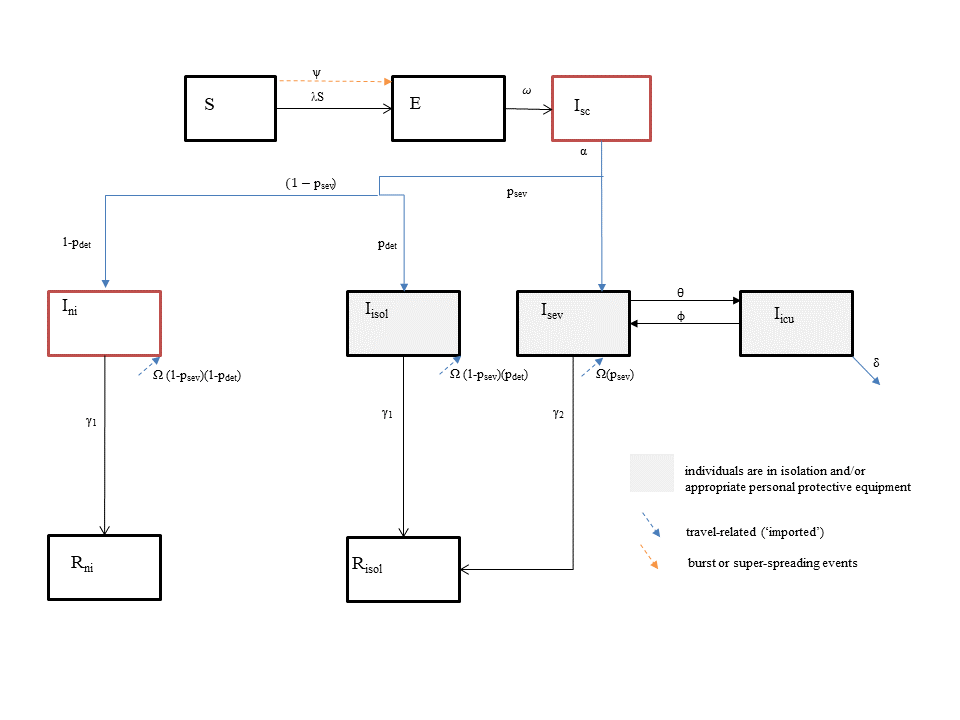 ψ
S
λS
E
ω
Isc
α
(1 − psev)
psev
1-pdet
pdet
Ini
Iisol
Isev
θ
ϕ
Iicu
Ω (1-psev)(1-pdet)
Ω (1-psev)(pdet)
Ω(psev)
δ
γ1
γ1
γ2
individuals are in isolation and/or
appropriate personal protective equipment
travel-related (‘imported’)
burst or super-spreading events
Rni
Risol